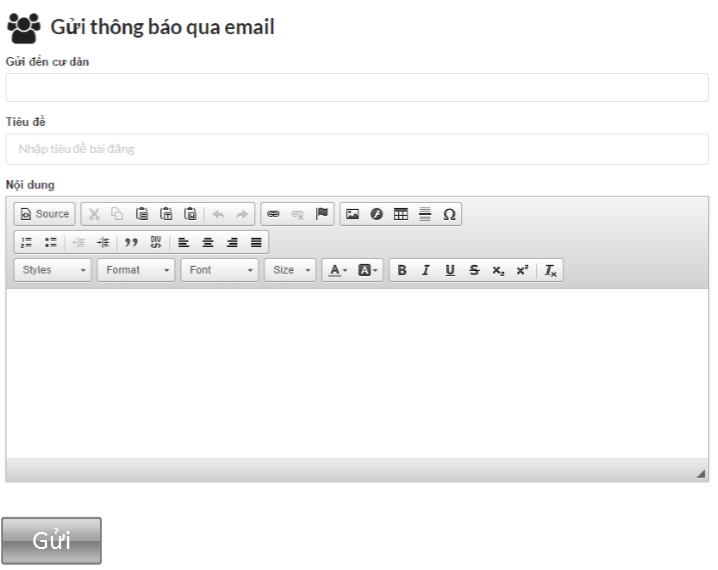 Gửi thông báo qua email
Gửi đến cư dân
Tiêu đề
Nhập tiêu đề bài đăng
Nội dung
Source
Styles Format Font Size A A B I U S x₂ x² Tx
Gửi